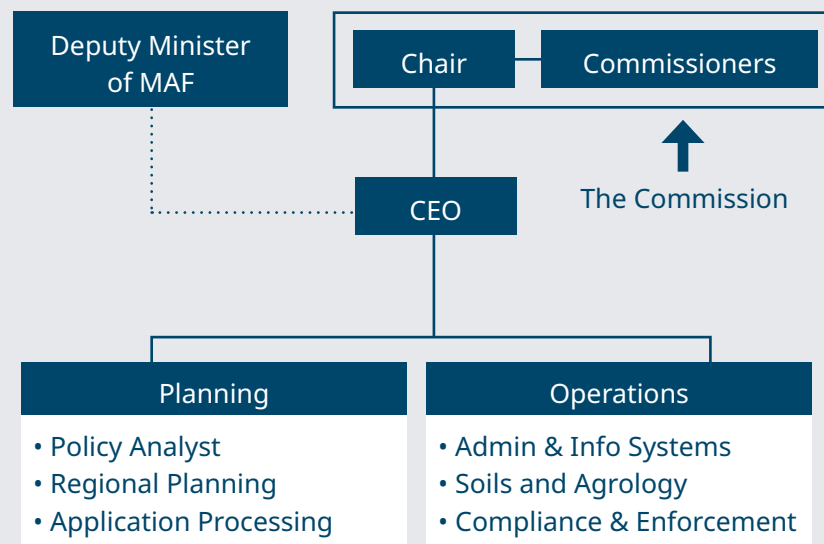 Deputy Minister
of MAF
Chair
Commissioners
The Commission
CEO
Planning
• Policy Analyst
• Regional Planning
• Application Processing
Operations
• Admin & Info Systems
• Soils and Agrology
• Compliance & Enforcement